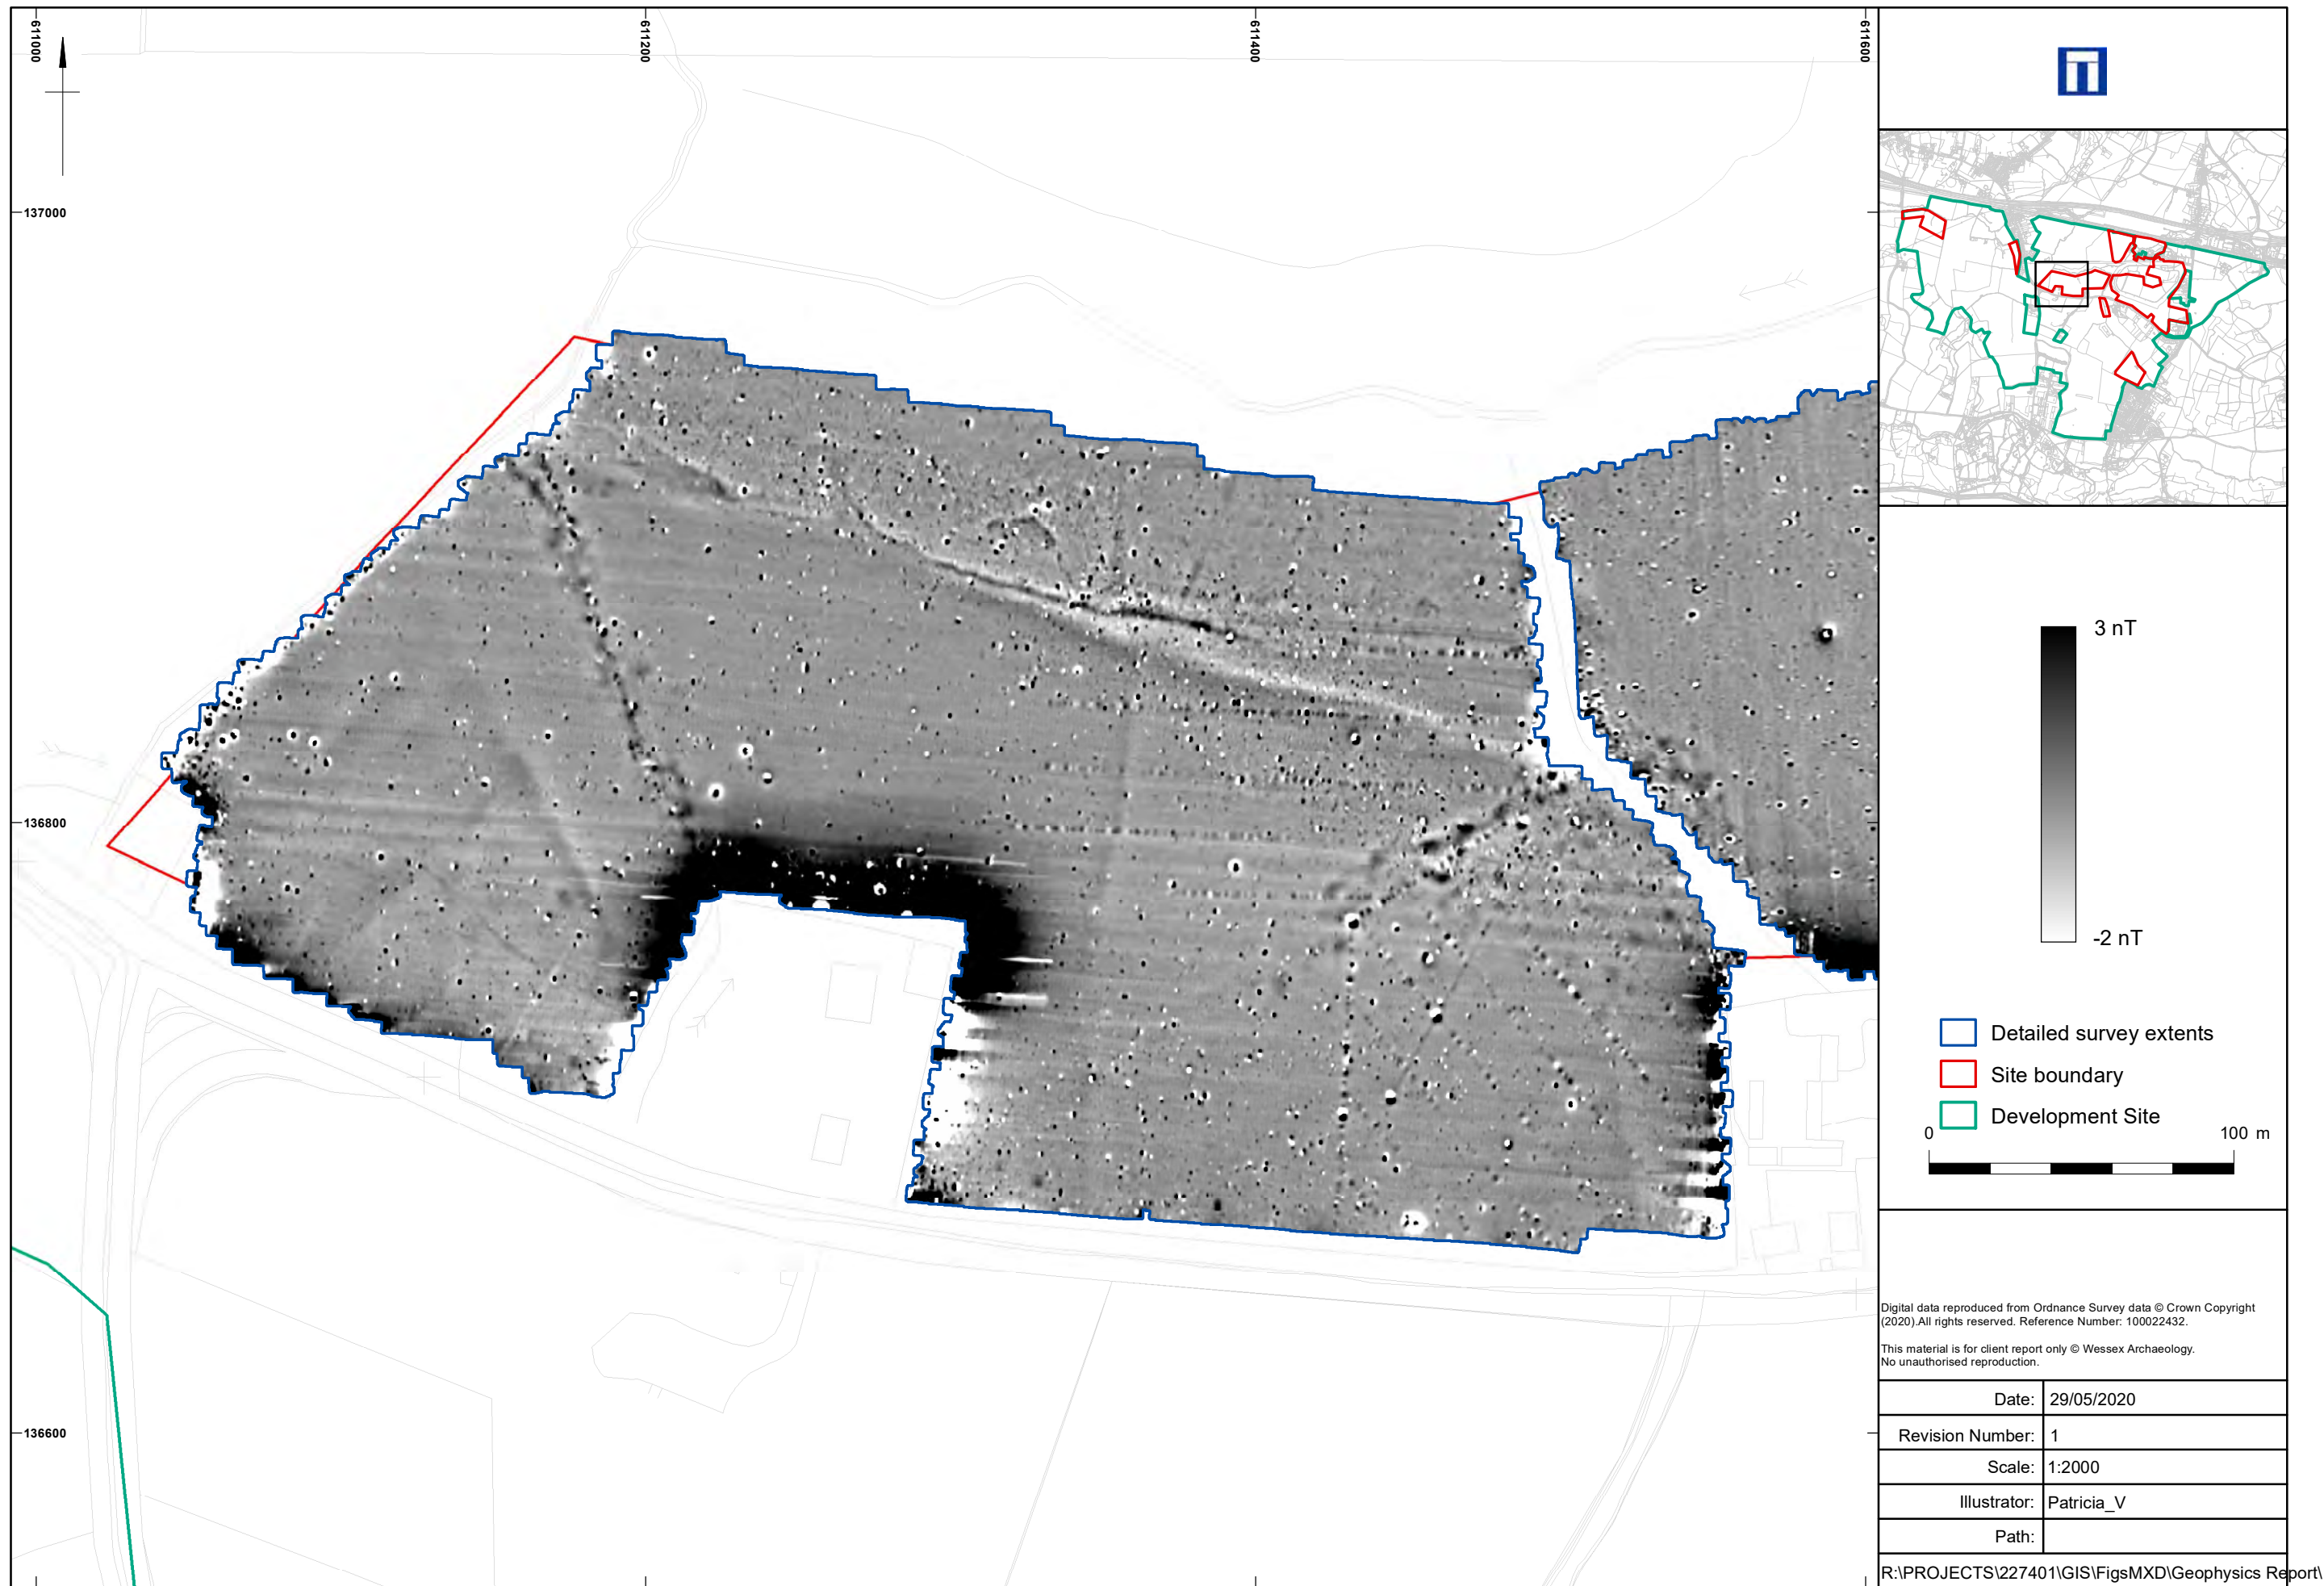 611000
611200
611400
611600
137000
136800
136600
3 nT
-2 nT
Detailed survey extents
Site boundary
Development Site
0
100 m
Digital data reproduced from Ordnance Survey data © Crown Copyright
(2020).All rights reserved. Reference Number: 100022432.
This material is for client report only © Wessex Archaeology.
No unauthorised reproduction.
Date: 29/05/2020
Revision Number: 1
Scale: 1:2000
Illustrator: Patricia_V
Path:
R:\PROJECTS\227401\GIS\FigsMXD\Geophysics Report\